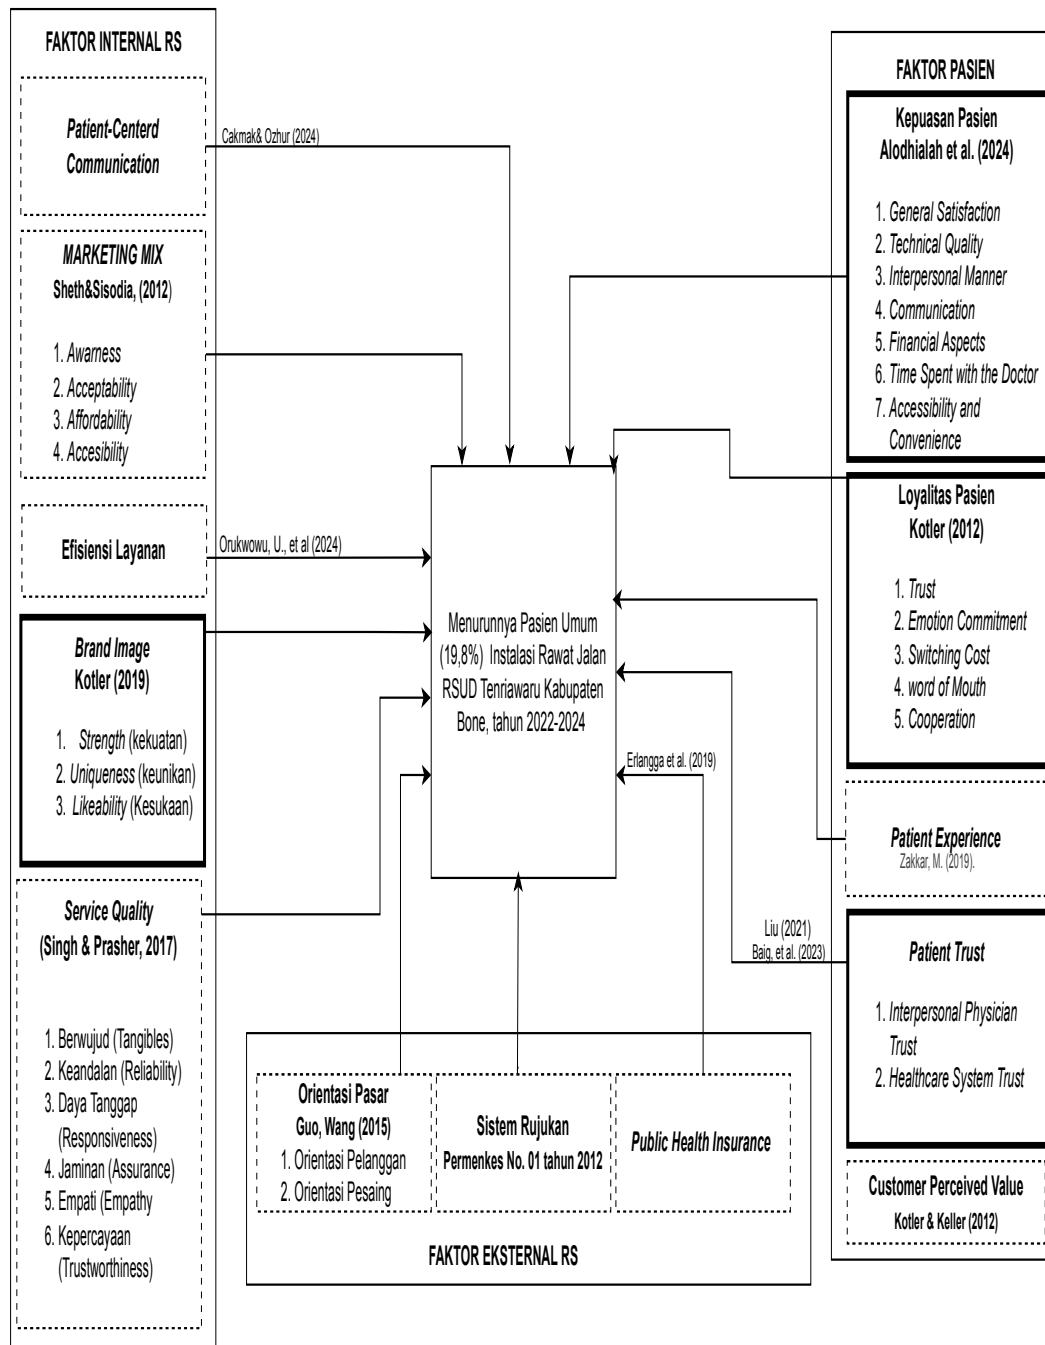 FAKTOR INTERNAL RS
Patient-Centerd
Communication
Cakmak& Ozhur (2024)
MARKETING MIX
Sheth&Sisodia, (2012)
1. Awarness
2. Acceptability
3. Affordability
4. Accesibility
Efisiensi Layanan
Orukwowu, U., et al (2024)
Brand Image
Kotler (2019)
1. Strength (kekuatan)
2. Uniqueness (keunikan)
3. Likeability (Kesukaan)
Service Quality
(Singh & Prasher, 2017)
1. Berwujud (Tangibles)
2. Keandalan (Reliability)
3. Daya Tanggap
(Responsiveness)
4. Jaminan (Assurance)
5. Empati (Empathy
6. Kepercayaan
(Trustworthiness)
Menurunnya Pasien Umum
(19,8%) Instalasi Rawat Jalan
RSUD Tenriawaru Kabupaten
Bone, tahun 2022-2024
Erlangga et al. (2019)
Liu (2021)
Baig, et al. (2023)
Orientasi Pasar
Guo, Wang (2015)
1. Orientasi Pelanggan
2. Orientasi Pesaing
Sistem Rujukan
Permenkes No. 01 tahun 2012
Public Health Insurance
FAKTOR EKSTERNAL RS
FAKTOR PASIEN
Kepuasan Pasien
Alodhialah et al. (2024)
1. General Satisfaction
2. Technical Quality
3. Interpersonal Manner
4. Communication
5. Financial Aspects
6. Time Spent with the Doctor
7. Accessibility and
Convenience
Loyalitas Pasien
Kotler (2012)
1. Trust
2. Emotion Commitment
3. Switching Cost
4. word of Mouth
5. Cooperation
Patient Experience
Zakkar, M. (2019).
Patient Trust
1. Interpersonal Physician
Trust
2. Healthcare System Trust
Customer Perceived Value
Kotler & Keller (2012)